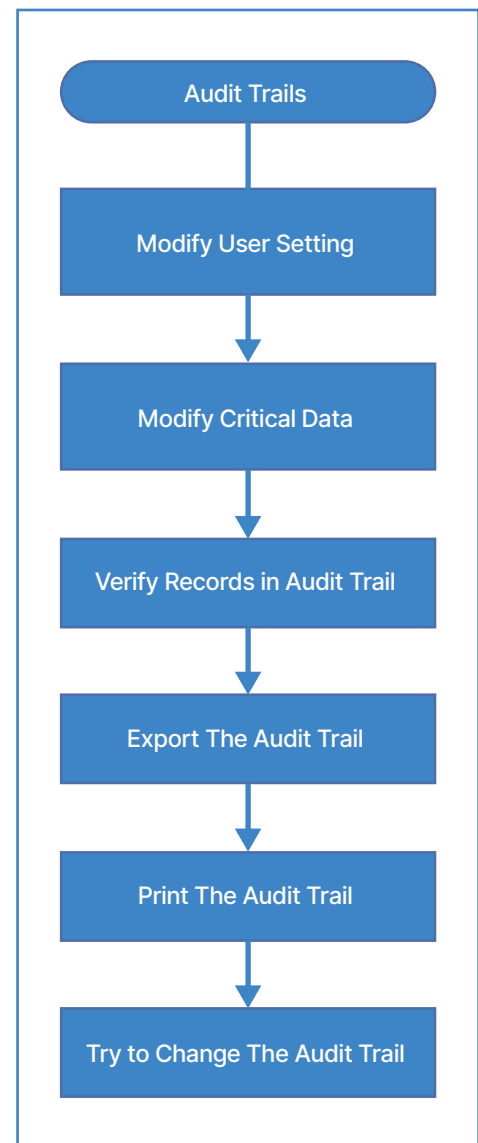 Audit Trails
Modify User Setting
Modify Critical Data
Verify Records in Audit Trail
Export The Audit Trail
Print The Audit Trail
Try to Change The Audit Trail